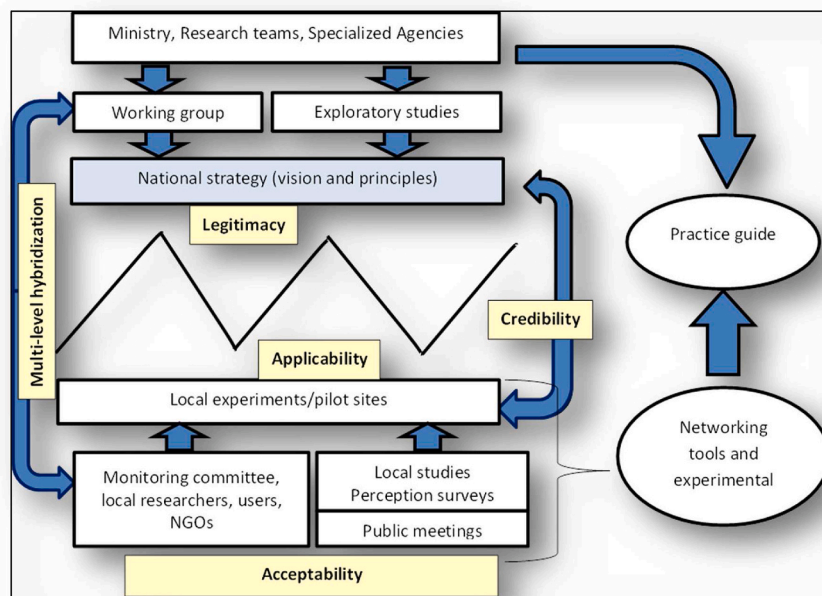 Ministry, Research teams, Specialized Agencies
Working group
Exploratory studies
National strategy (vision and principles)
Legitimacy
Multi-level hybridization
Practice guide
Credibility
Applicability
Local experiments/pilot sites
Monitoring committee,
local researchers, users,
NGOs
Local studies
Perception surveys
Public meetings
Networking
tools and
experimental
Acceptability